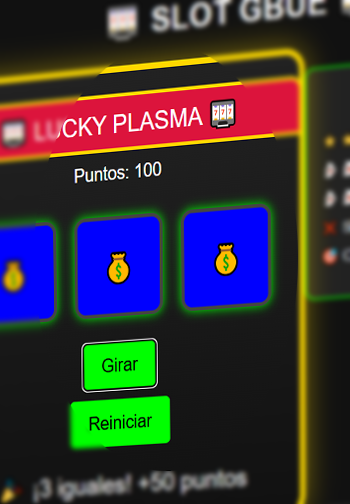 SLOT GBUE
LUCKY PLASMA
Puntos: 100
Girar
Reiniciar
¡3 iguales! +50 puntos